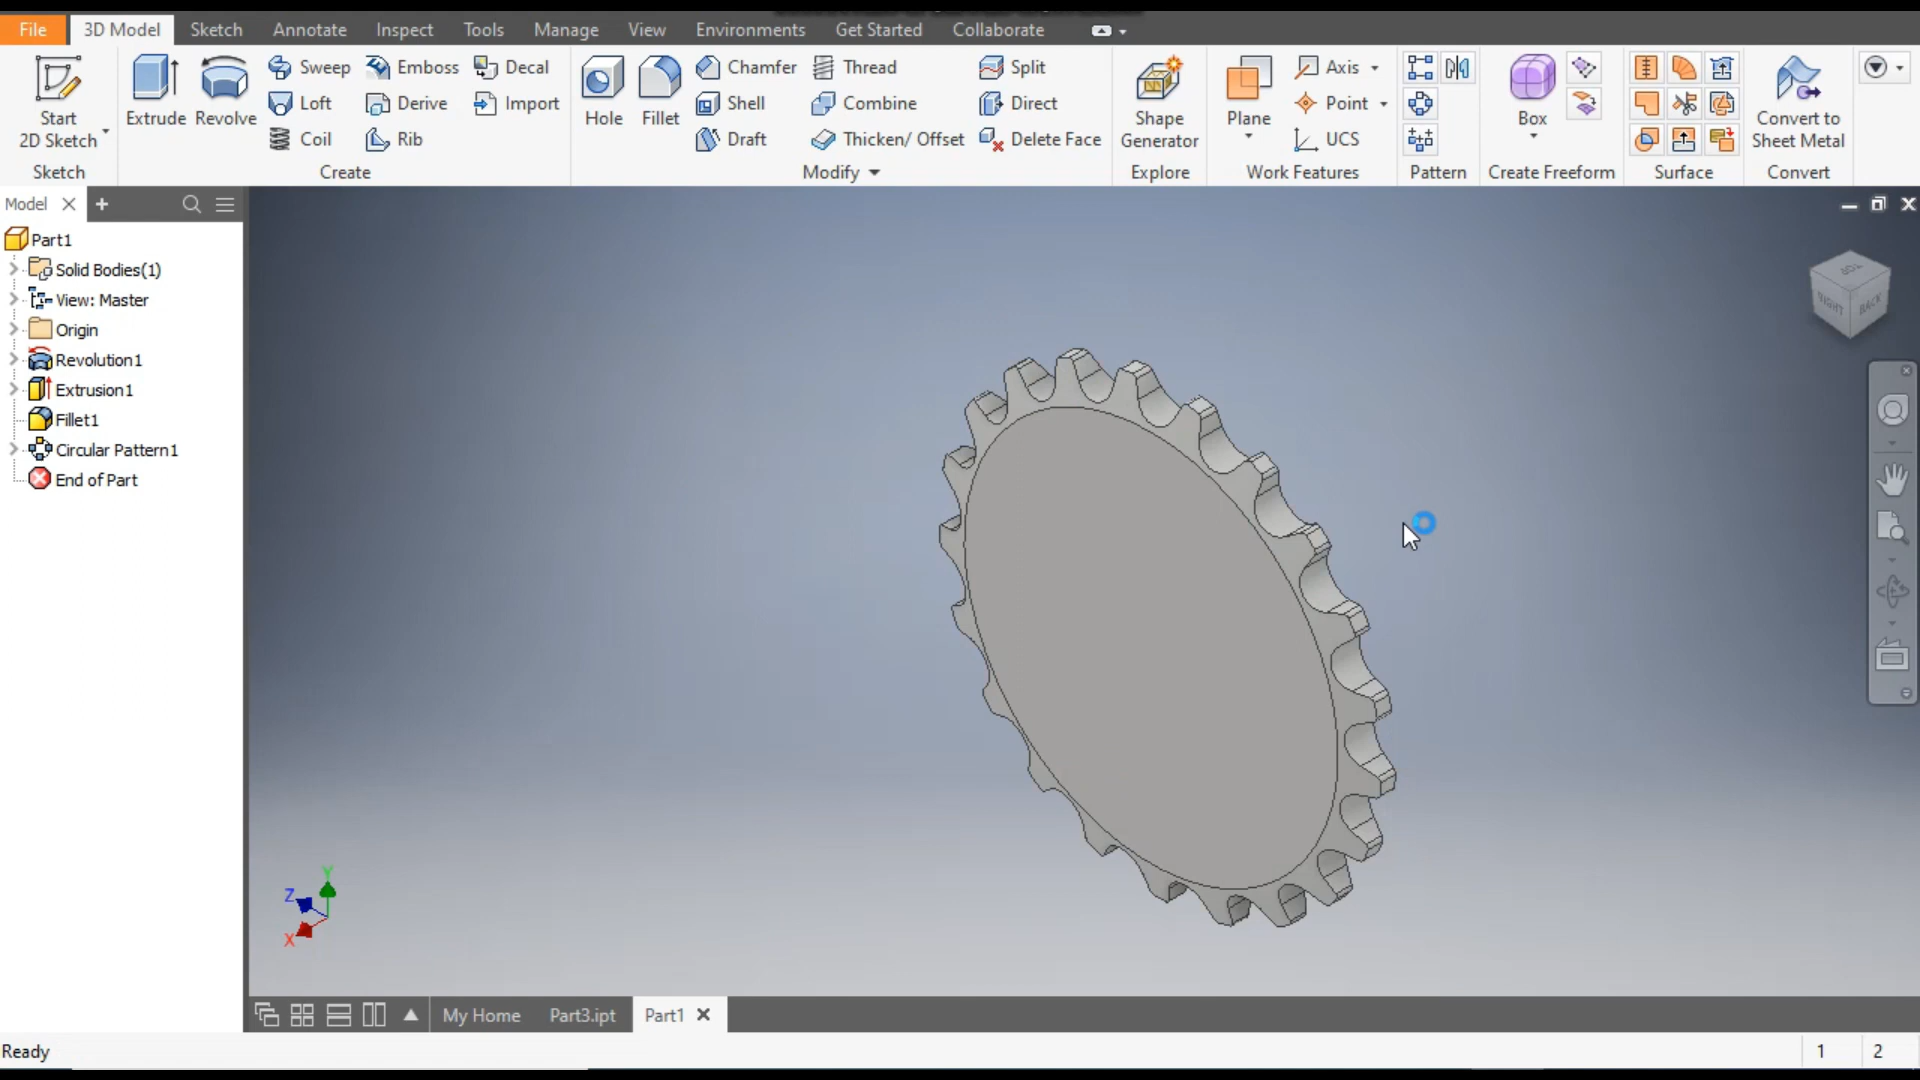 File 3D Model Sketch Annotate Inspect Tools Manage View Environments Get Started Collaborate
Start
2D Sketch
Sketch
Extrude Revolve
Sweep Emboss Decal
Loft Derive Import
Coil Rib
Create
Hole Fillet
Chamfer Thread Split
Shell Combine Direct
Draft Thicken/ Offset Delete Face
Modify
Shape
Generator
Explore
Plane
Axis
Point
UCS
Work Features
Pattern
Box
Create Freeform
Surface
Convert to
Sheet Metal
Convert
Model
Part1
Solid Bodies(1)
View: Master
Origin
Revolution1
Extrusion1
Fillet1
Circular Pattern1
End of Part
TOP
RIGHT BACK
Y
Z
X
My Home Part3.ipt Part1
Ready 1 2